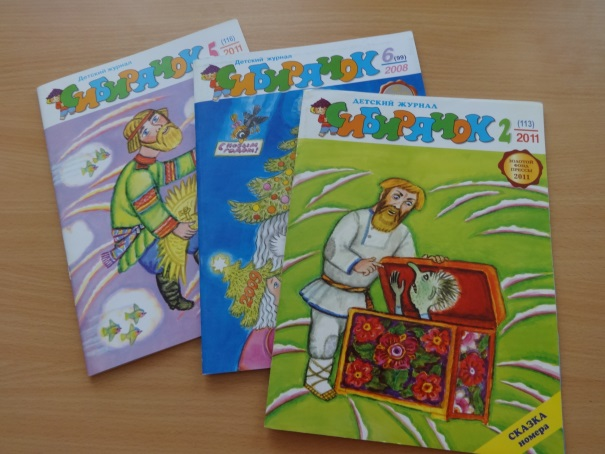 Детский журнал
СИБИРЯЧОК
5 (116)
2011
Детский журнал
СИБИРЯЧОК
6 (99)
2008
С Новым годом!
ДЕТСКИЙ ЖУРНАЛ
СИБИРЯЧОК
2 (113)
2011
ЗОЛОТОЙ
ФОНД
ПРЕССЫ
2011
СКАЗКА
номера